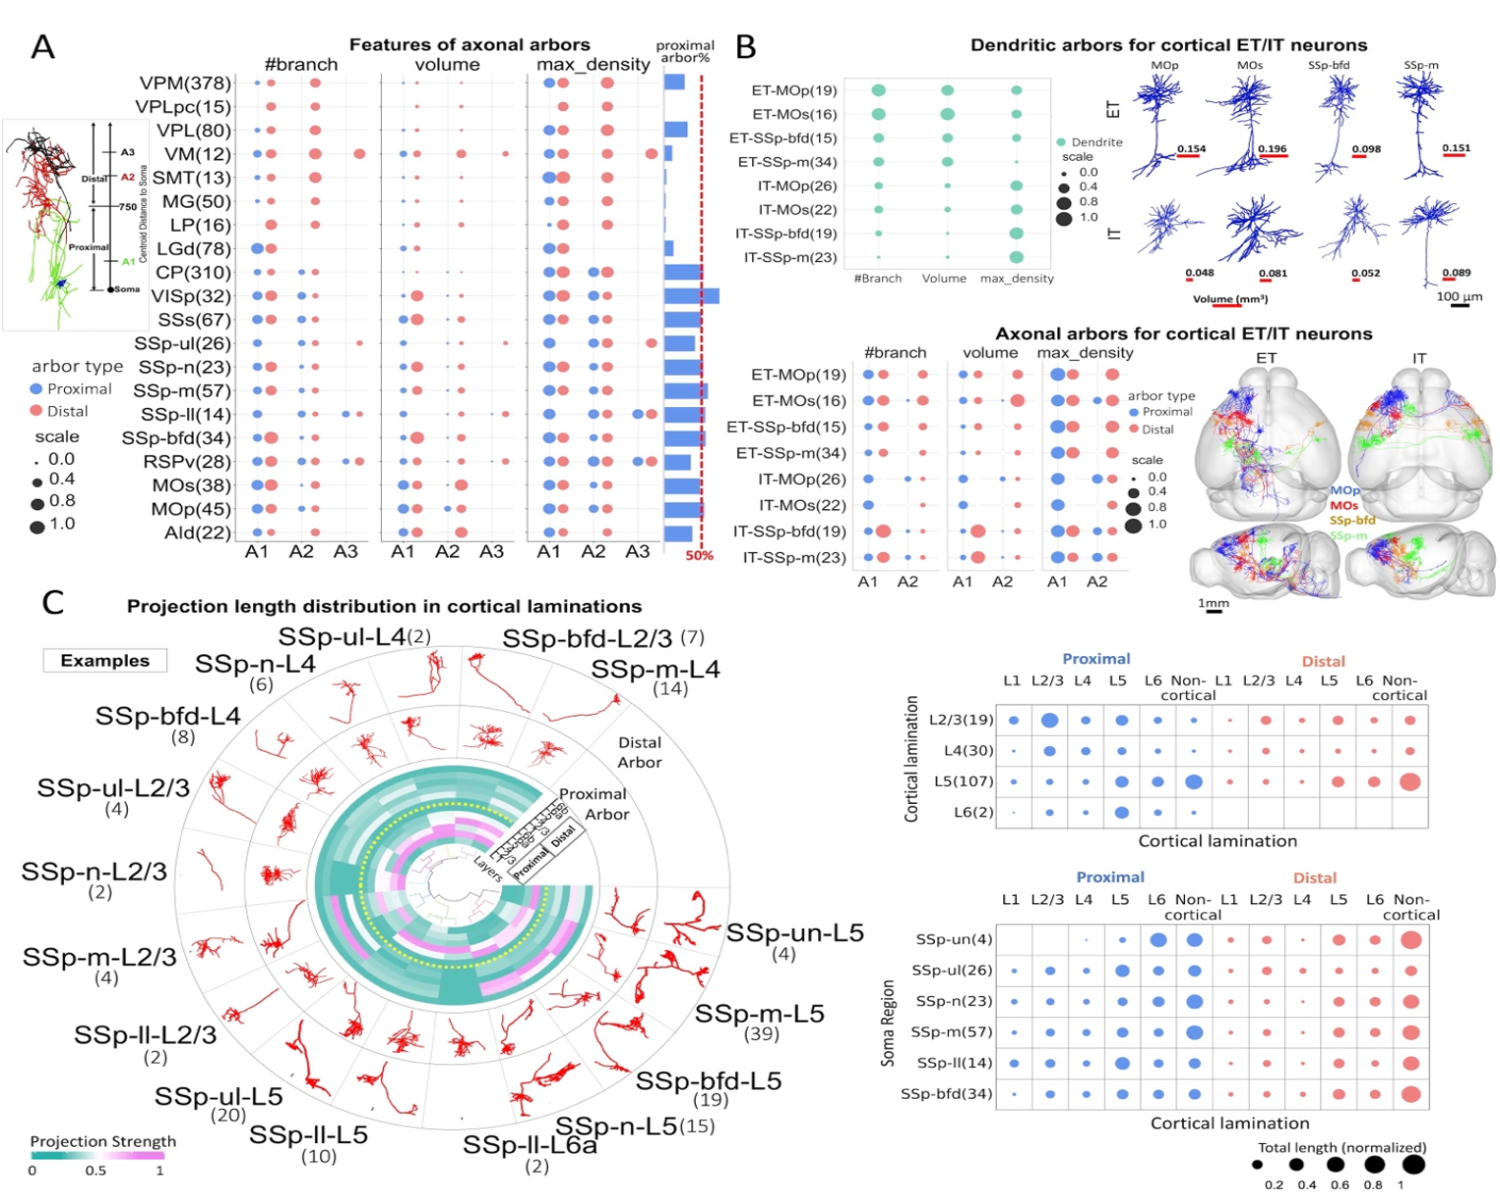 A
Features of axonal arbors
#branch
volume
max_density
proximal
arbor%
VPM(378)
VPLpc(15)
VPL(80)
VM(12)
SMT(13)
MG(50)
LP(16)
LGd(78)
CP(310)
VISp(32)
SSs(67)
SSp-ul(26)
SSp-n(23)
SSp-m(57)
SSp-ll(14)
SSp-bfd(34)
RSPv(28)
MOs(38)
MOp(45)
AId(22)
A1 A2 A3 A1 A2 A3 A1 A2 A3
50%
A3
Distal
A2
750
Proximal
A1
Soma
Centroid Distance to Soma
arbor type
Proximal
Distal
scale
0.0
0.4
0.8
1.0
B
Dendritic arbors for cortical ET/IT neurons
ET-MOp(19)
ET-MOs(16)
ET-SSp-bfd(15)
ET-SSp-m(34)
IT-MOp(26)
IT-MOs(22)
IT-SSp-bfd(19)
IT-SSp-m(23)
#Branch Volume max_density
Dendrite
scale
0.0
0.4
0.8
1.0
MOp MOs SSp-bfd SSp-m
ET
0.154 0.196 0.098 0.151
IT
0.048 0.081 0.052 0.089
Volume (mm³)
100 µm
Axonal arbors for cortical ET/IT neurons
#branch volume max_density
ET-MOp(19)
ET-MOs(16)
ET-SSp-bfd(15)
ET-SSp-m(34)
IT-MOp(26)
IT-MOs(22)
IT-SSp-bfd(19)
IT-SSp-m(23)
A1 A2 A1 A2 A1 A2
arbor type
Proximal
Distal
scale
0.0
0.4
0.8
1.0
ET IT
MOp
MOs
SSp-bfd
SSp-m
1mm
C
Projection length distribution in cortical laminations
Examples
SSp-ul-L4(2)
SSp-bfd-L2/3 (7)
SSp-n-L4
(6)
SSp-m-L4
(14)
SSp-bfd-L4
(8)
SSp-ul-L2/3
(4)
SSp-n-L2/3
(2)
SSp-m-L2/3
(4)
SSp-ll-L2/3
(2)
SSp-ul-L5
(20)
SSp-ll-L5
(10)
SSp-ll-L6a
(2)
SSp-n-L5(15)
SSp-bfd-L5
(19)
SSp-m-L5
(39)
SSp-un-L5
(4)
Distal
Arbor
Proximal
Arbor
Layers
Proximal
Distal
Projection Strength
0 0.5 1
Proximal Distal
L1 L2/3 L4 L5 L6 Non-cortical L1 L2/3 L4 L5 L6 Non-cortical
Cortical lamination
L2/3(19)
L4(30)
L5(107)
L6(2)
Cortical lamination
Proximal Distal
L1 L2/3 L4 L5 L6 Non-cortical L1 L2/3 L4 L5 L6 Non-cortical
Soma Region
SSp-un(4)
SSp-ul(26)
SSp-n(23)
SSp-m(57)
SSp-ll(14)
SSp-bfd(34)
Cortical lamination
Total length (normalized)
0.2 0.4 0.6 0.8 1